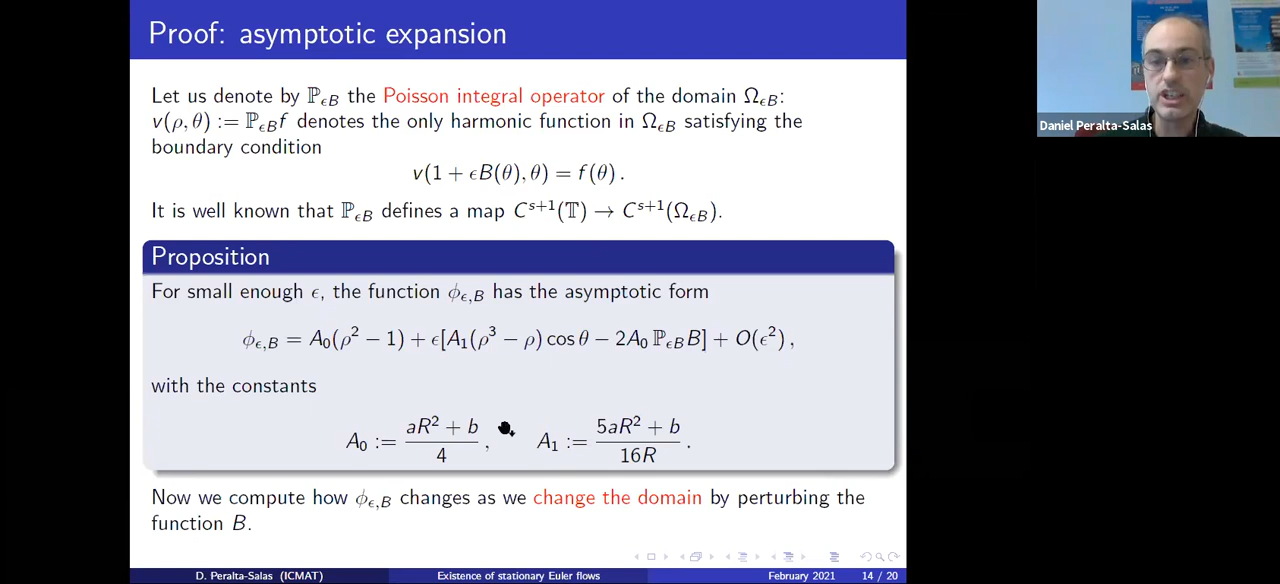 Proof: asymptotic expansion
Let us denote by ℙ_{ϵB} the Poisson integral operator of the domain Ω_{ϵB}:
v(ρ, θ) := ℙ_{ϵB}f denotes the only harmonic function in Ω_{ϵB} satisfying the
boundary condition
v(1 + ϵB(θ), θ) = f(θ) .
It is well known that ℙ_{ϵB} defines a map C^{s+1}(𝕋) → C^{s+1}(Ω_{ϵB}).
Proposition
For small enough ϵ, the function ϕ_{ϵ,B} has the asymptotic form
ϕ_{ϵ,B} = A_0(ρ^2 − 1) + ϵ[A_1(ρ^3 − ρ) cos θ − 2A_0 ℙ_{ϵB}B] + O(ϵ^2) ,
with the constants
A_0 := (aR^2 + b)/4 , A_1 := (5aR^2 + b)/(16R) .
Now we compute how ϕ_{ϵ,B} changes as we change the domain by perturbing the
function B.
D. Peralta-Salas (ICMAT) Existence of stationary Euler flows February 2021 14 / 20
Daniel Peralta-Salas